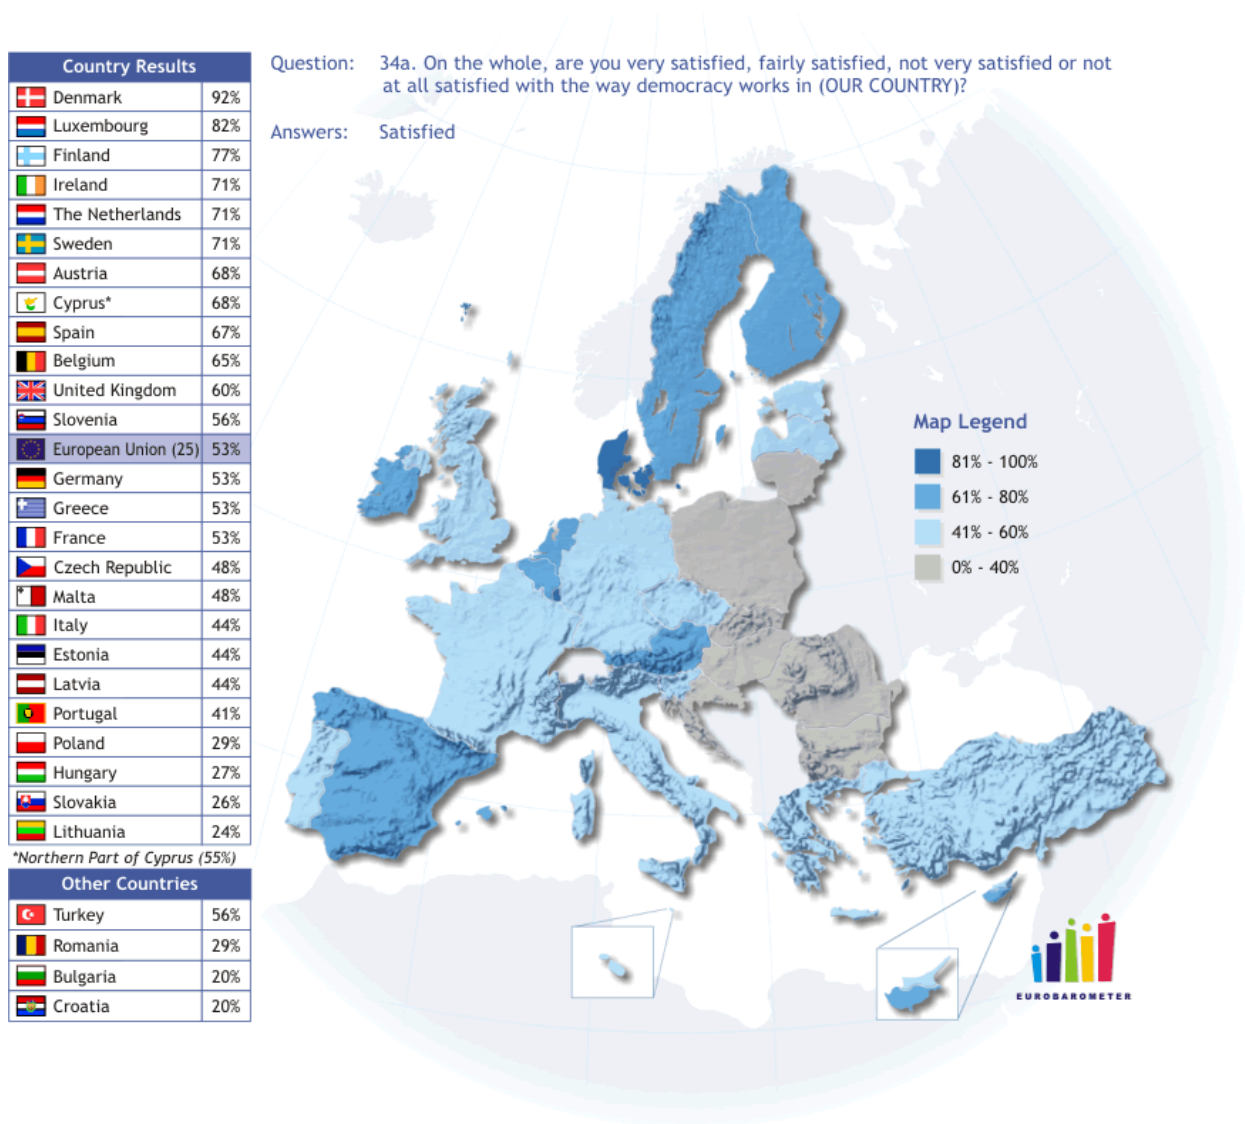 Country Results
Denmark 92%
Luxembourg 82%
Finland 77%
Ireland 71%
The Netherlands 71%
Sweden 71%
Austria 68%
Cyprus* 68%
Spain 67%
Belgium 65%
United Kingdom 60%
Slovenia 56%
European Union (25) 53%
Germany 53%
Greece 53%
France 53%
Czech Republic 48%
Malta 48%
Italy 44%
Estonia 44%
Latvia 44%
Portugal 41%
Poland 29%
Hungary 27%
Slovakia 26%
Lithuania 24%
*Northern Part of Cyprus (55%)
Other Countries
Turkey 56%
Romania 29%
Bulgaria 20%
Croatia 20%
Question: 34a. On the whole, are you very satisfied, fairly satisfied, not very satisfied or not
at all satisfied with the way democracy works in (OUR COUNTRY)?
Answers: Satisfied
Map Legend
81% - 100%
61% - 80%
41% - 60%
0% - 40%
EUROBAROMETER